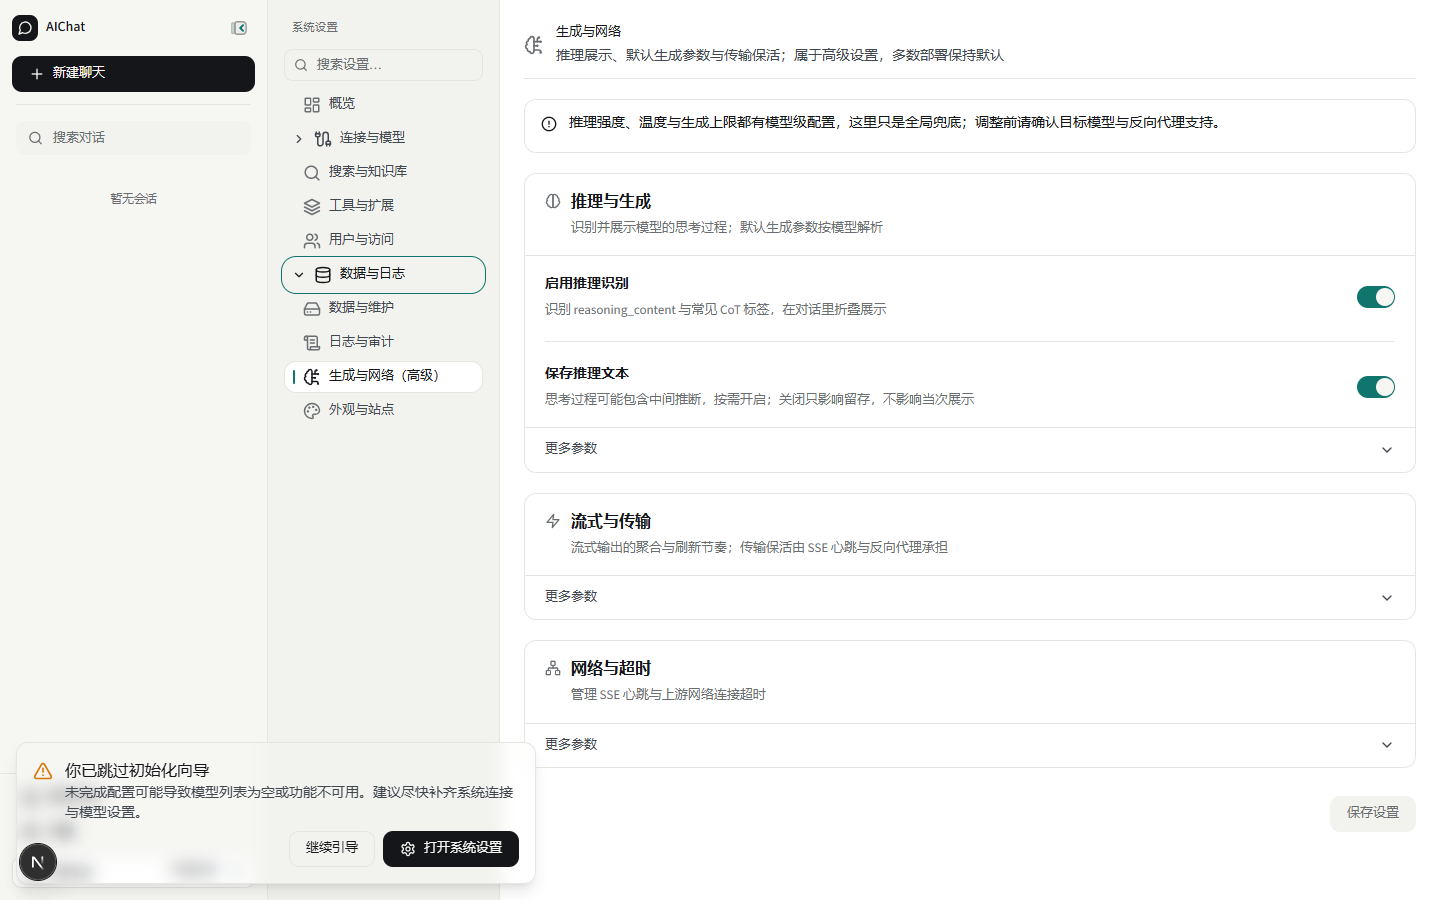 AIChat
新建聊天
搜索对话
暂无会话
系统设置
搜索设置...
概览
连接与模型
搜索与知识库
工具与扩展
用户与访问
数据与日志
数据与维护
日志与审计
生成与网络（高级）
外观与站点
生成与网络
推理展示、默认生成参数与传输保活；属于高级设置，多数部署保持默认
推理强度、温度与生成上限都有模型级配置，这里只是全局兜底；调整前请确认目标模型与反向代理支持。
推理与生成
识别并展示模型的思考过程；默认生成参数按模型解析
启用推理识别
识别 reasoning_content 与常见 CoT 标签，在对话里折叠展示
保存推理文本
思考过程可能包含中间推断，按需开启；关闭只影响留存，不影响当次展示
更多参数
流式与传输
流式输出的聚合与刷新节奏；传输保活由 SSE 心跳与反向代理承担
更多参数
网络与超时
管理 SSE 心跳与上游网络连接超时
更多参数
保存设置
你已跳过初始化向导
未完成配置可能导致模型列表为空或功能不可用。建议尽快补齐系统连接
与模型设置。
继续引导
打开系统设置
N